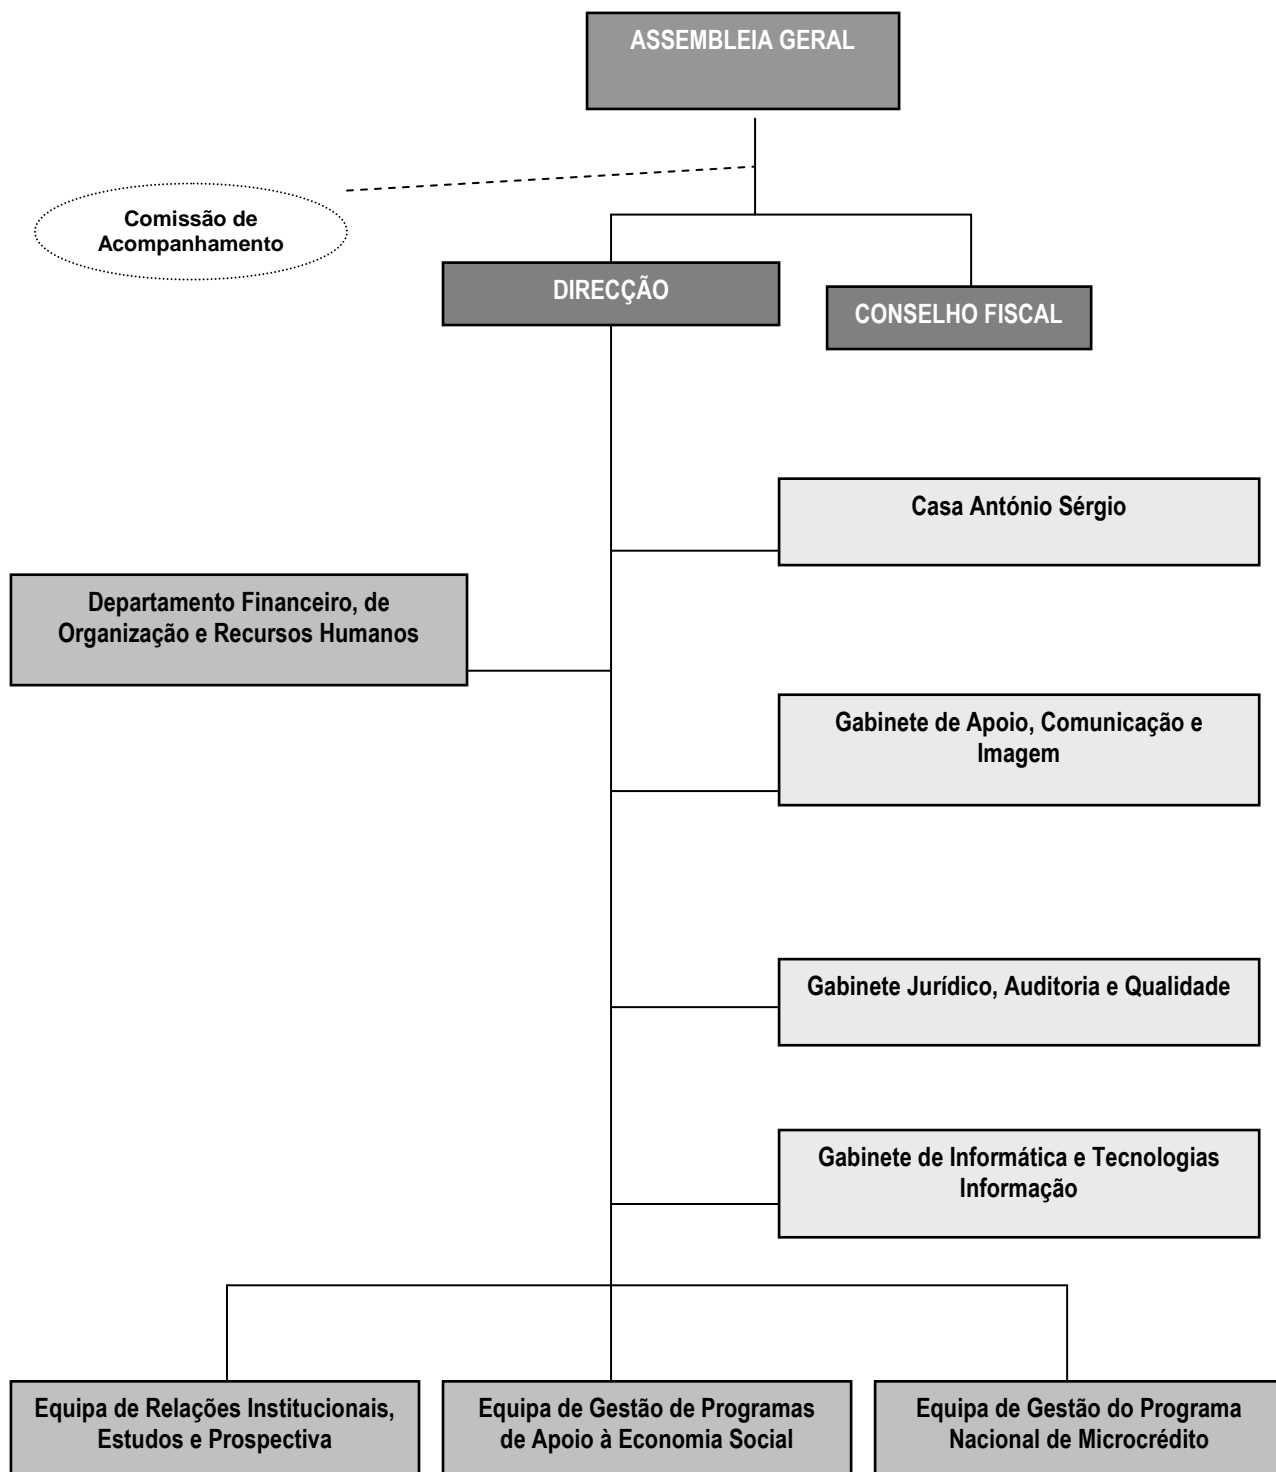 ASSEMBLEIA GERAL
Comissão de
Acompanhamento
DIRECÇÃO
CONSELHO FISCAL
Casa António Sérgio
Departamento Financeiro, de
Organização e Recursos Humanos
Gabinete de Apoio, Comunicação e
Imagem
Gabinete Jurídico, Auditoria e Qualidade
Gabinete de Informática e Tecnologias
Informação
Equipa de Relações Institucionais,
Estudos e Prospectiva
Equipa de Gestão de Programas
de Apoio à Economia Social
Equipa de Gestão do Programa
Nacional de Microcrédito